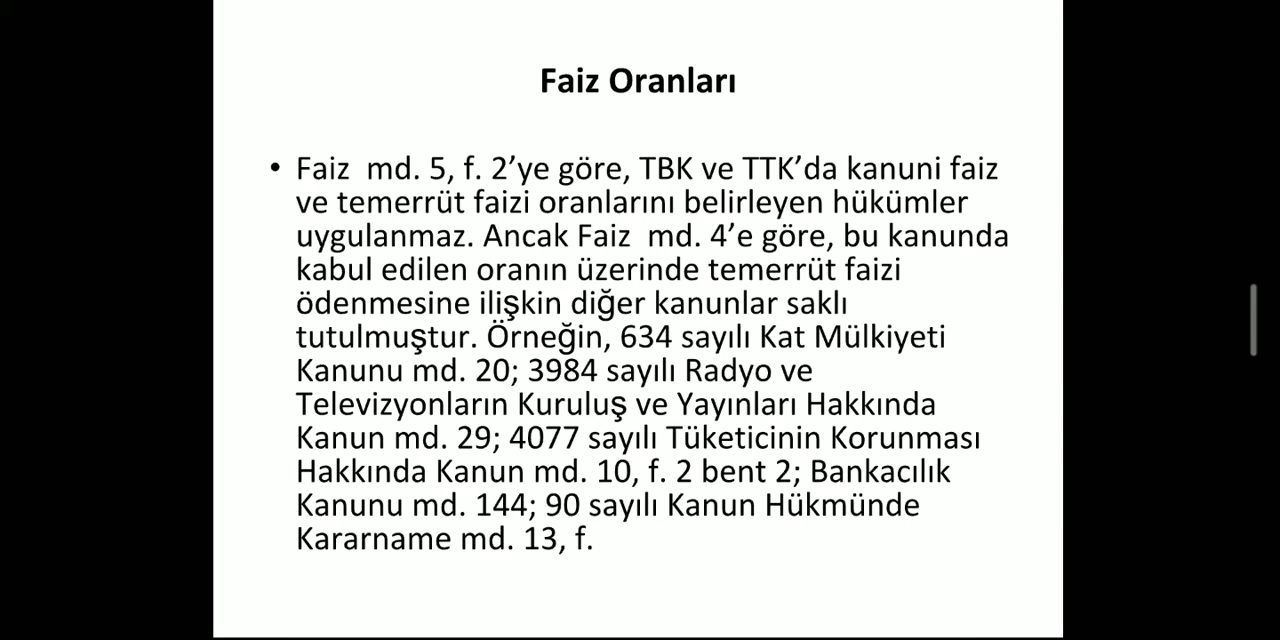 Faiz Oranları
• Faiz  md. 5, f. 2’ye göre, TBK ve TTK’da kanuni faiz
ve temerrüt faizi oranlarını belirleyen hükümler
uygulanmaz. Ancak Faiz  md. 4’e göre, bu kanunda
kabul edilen oranın üzerinde temerrüt faizi
ödenmesine ilişkin diğer kanunlar saklı
tutulmuştur. Örneğin, 634 sayılı Kat Mülkiyeti
Kanunu md. 20; 3984 sayılı Radyo ve
Televizyonların Kuruluş ve Yayınları Hakkında
Kanun md. 29; 4077 sayılı Tüketicinin Korunması
Hakkında Kanun md. 10, f. 2 bent 2; Bankacılık
Kanunu md. 144; 90 sayılı Kanun Hükmünde
Kararname md. 13, f.